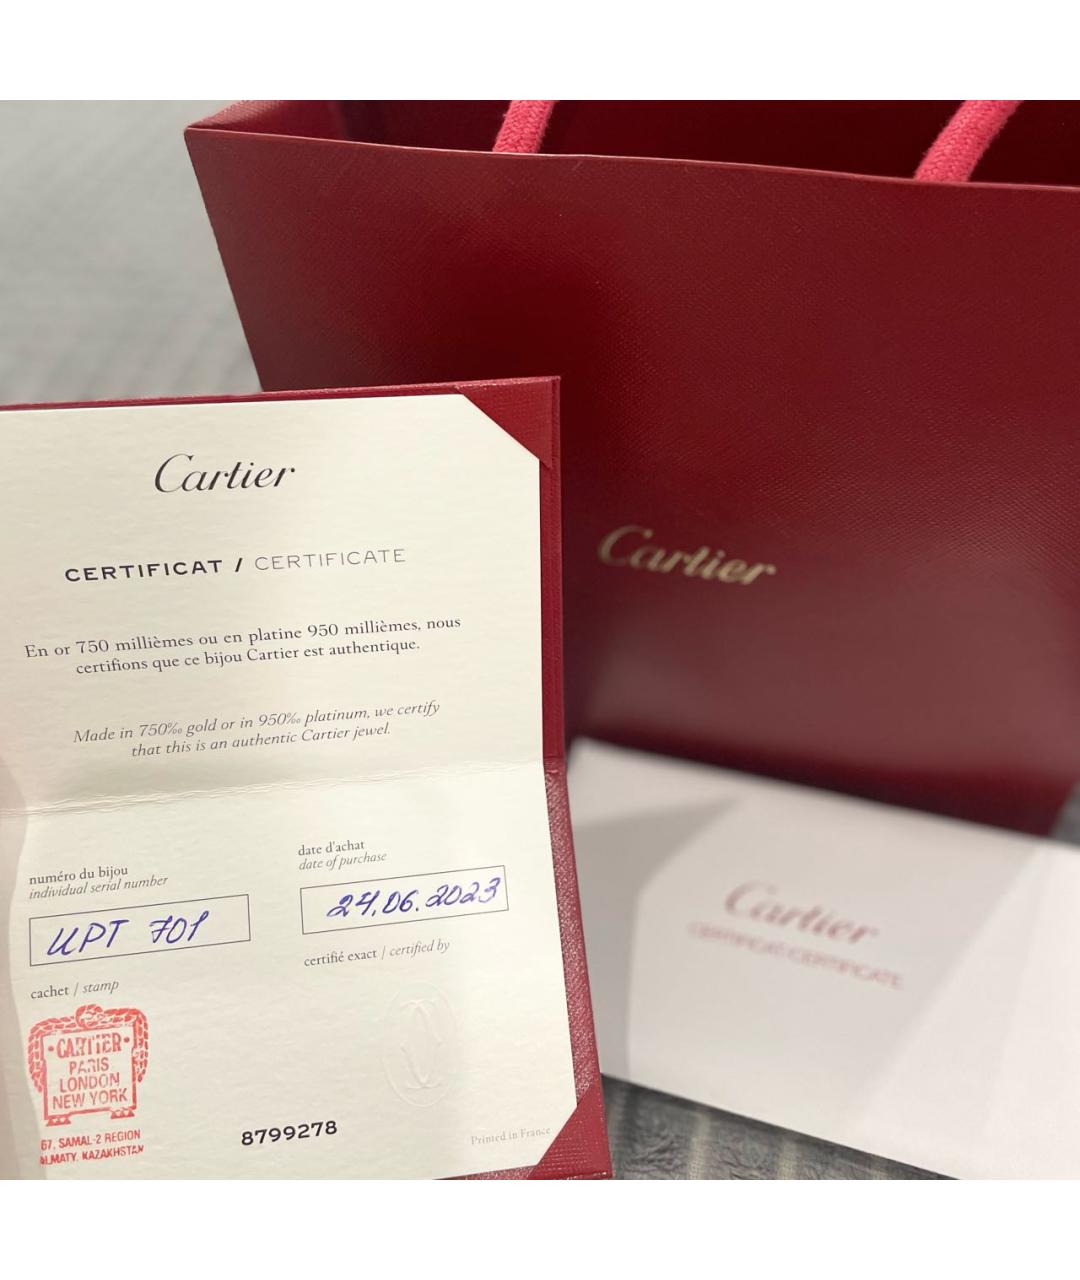 Cartier
CERTIFICAT / CERTIFICATE
En or 750 millièmes ou en platine 950 millièmes, nous
certifions que ce bijou Cartier est authentique.
Made in 750‰ gold or in 950‰ platinum, we certify
that this is an authentic Cartier jewel.
numéro du bijou
individual serial number
UPT 701
date d'achat
date of purchase
24.06.2023
certifié exact / certified by
cachet / stamp
CARTIER
PARIS
LONDON
NEW YORK
67, SAMAL-2 REGION
ALMATY, KAZAKHSTAN
8799278
Printed in France
Cartier
Cartier
CERTIFICAT/CERTIFICATE